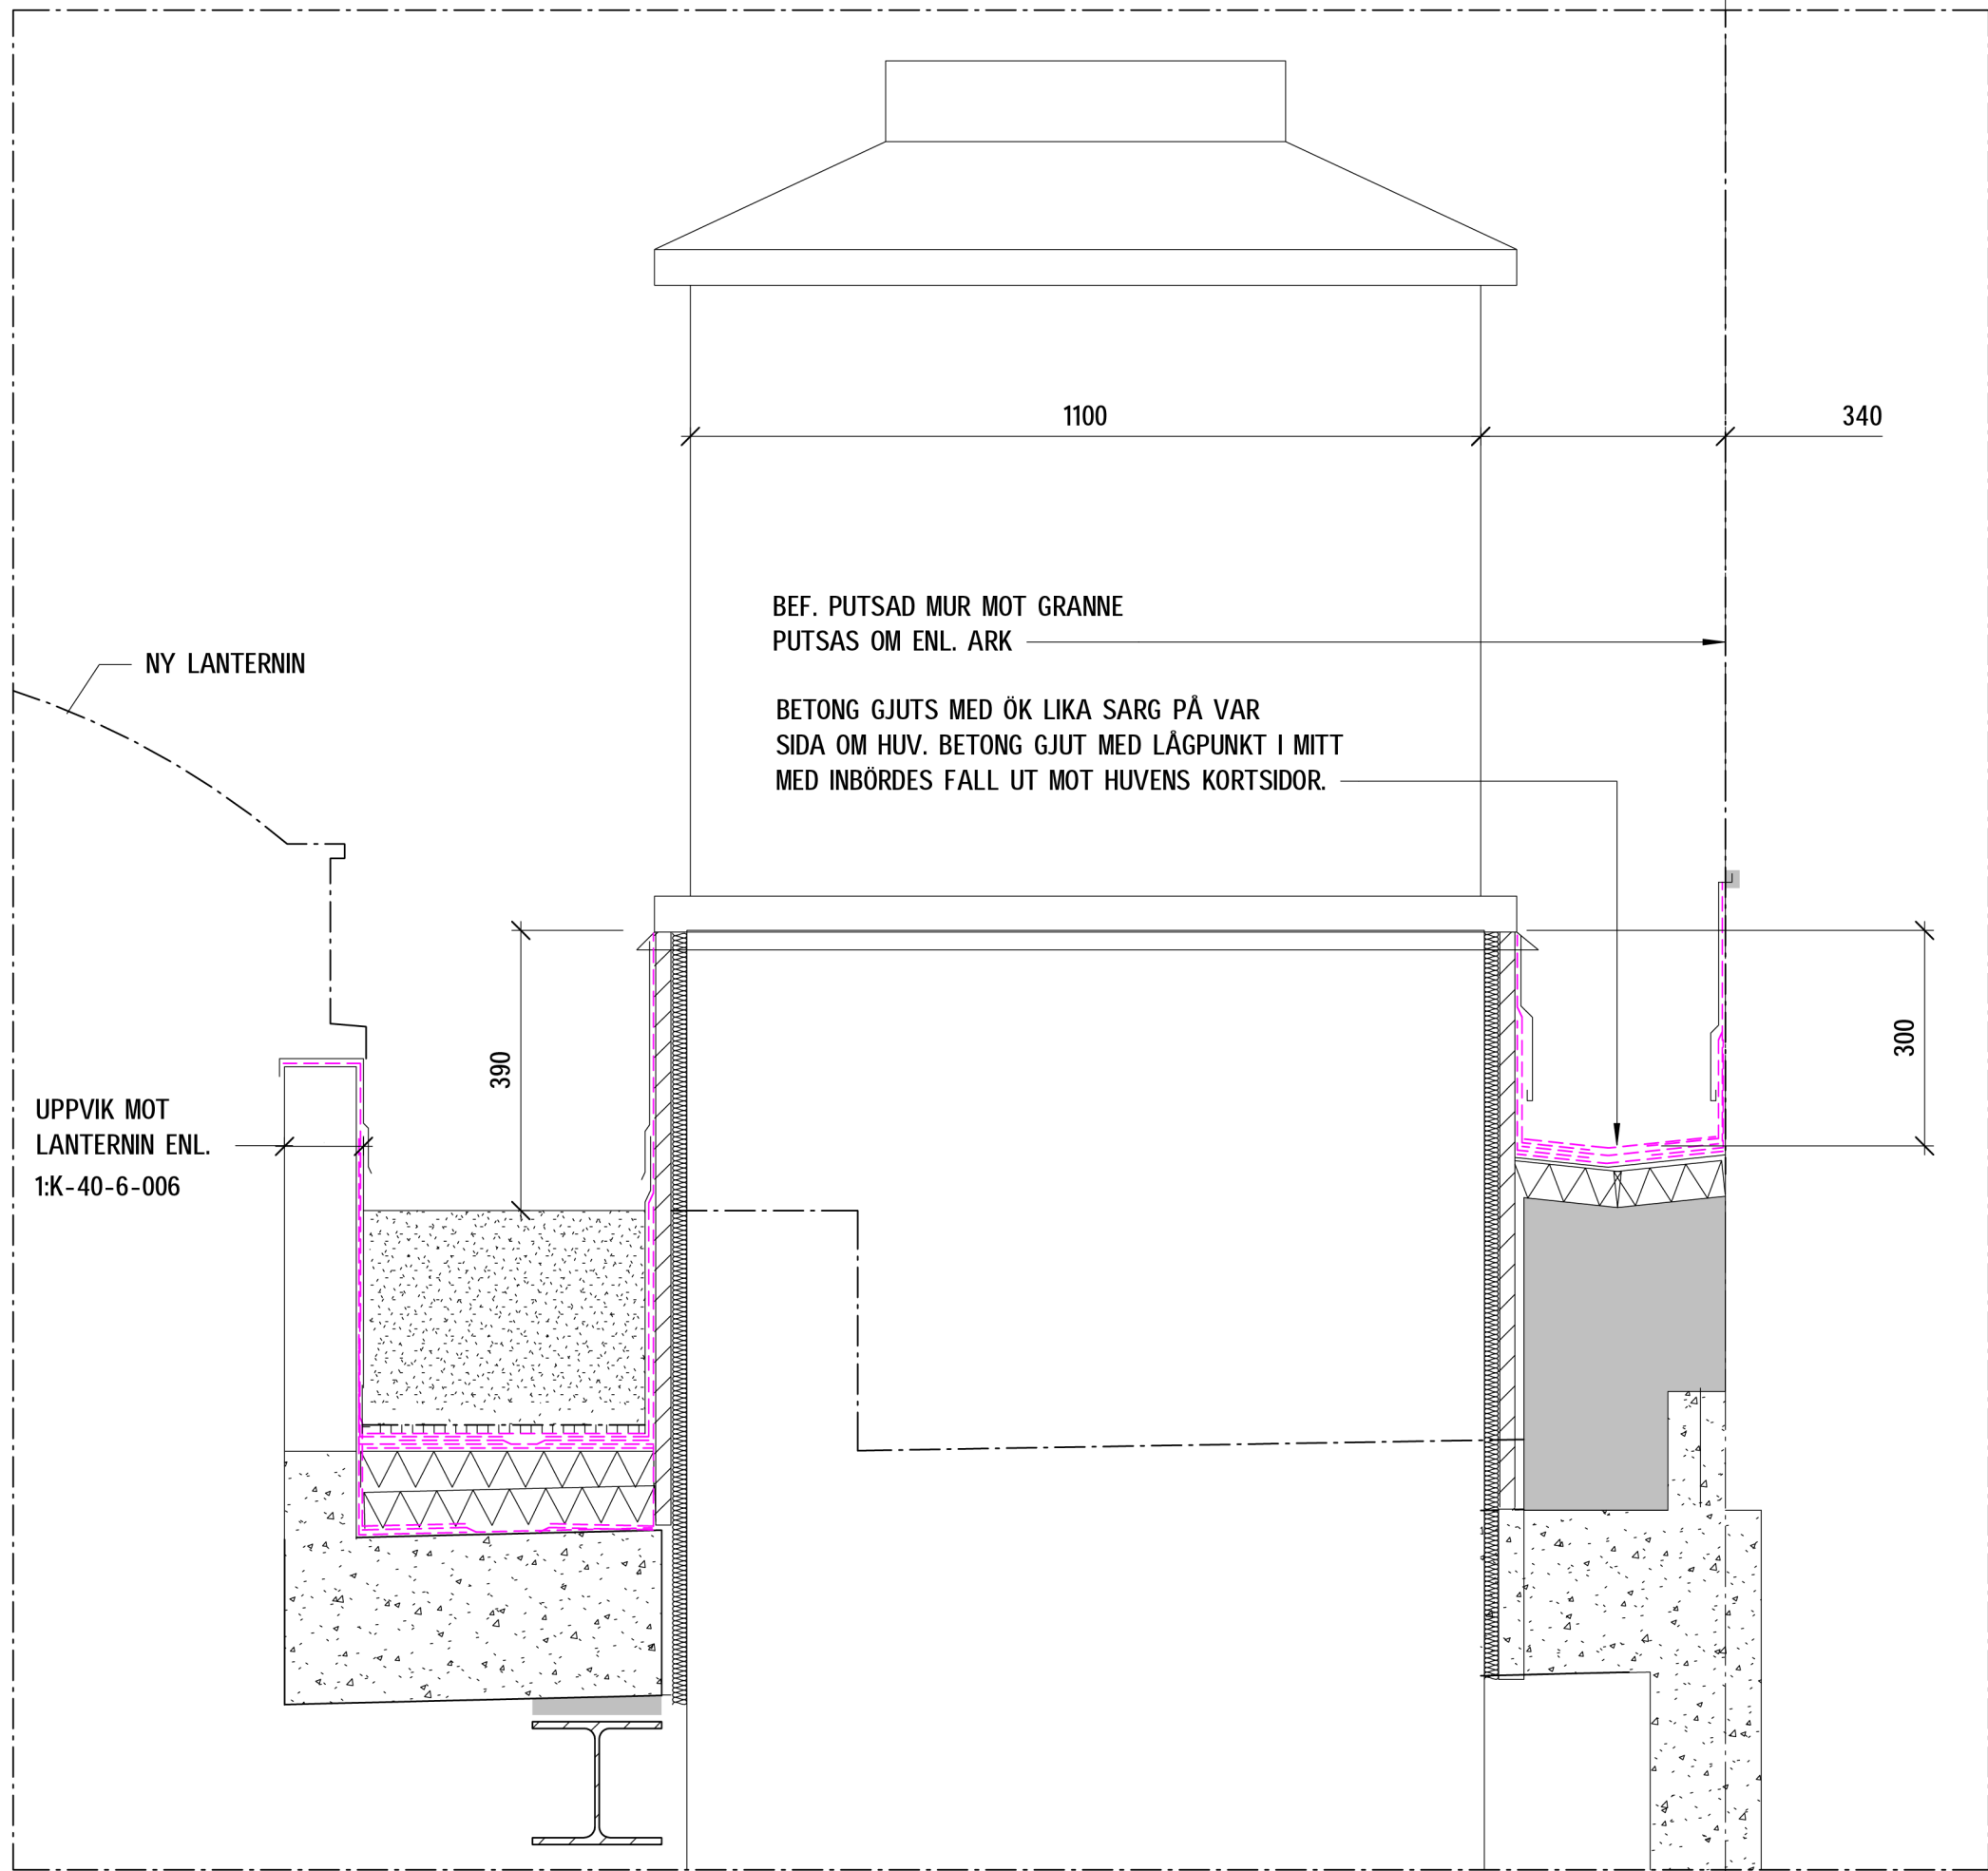 1100
340
BEF. PUTSAD MUR MOT GRANNE
PUTSAS OM ENL. ARK
NY LANTERNIN
BETONG GJUTS MED ÖK LIKA SARG PÅ VAR
SIDA OM HUV. BETONG GJUT MED LÅGPUNKT I MITT
MED INBÖRDES FALL UT MOT HUVENS KORTSIDOR.
390
300
UPPVIK MOT
LANTERNIN ENL.
1:K-40-6-006